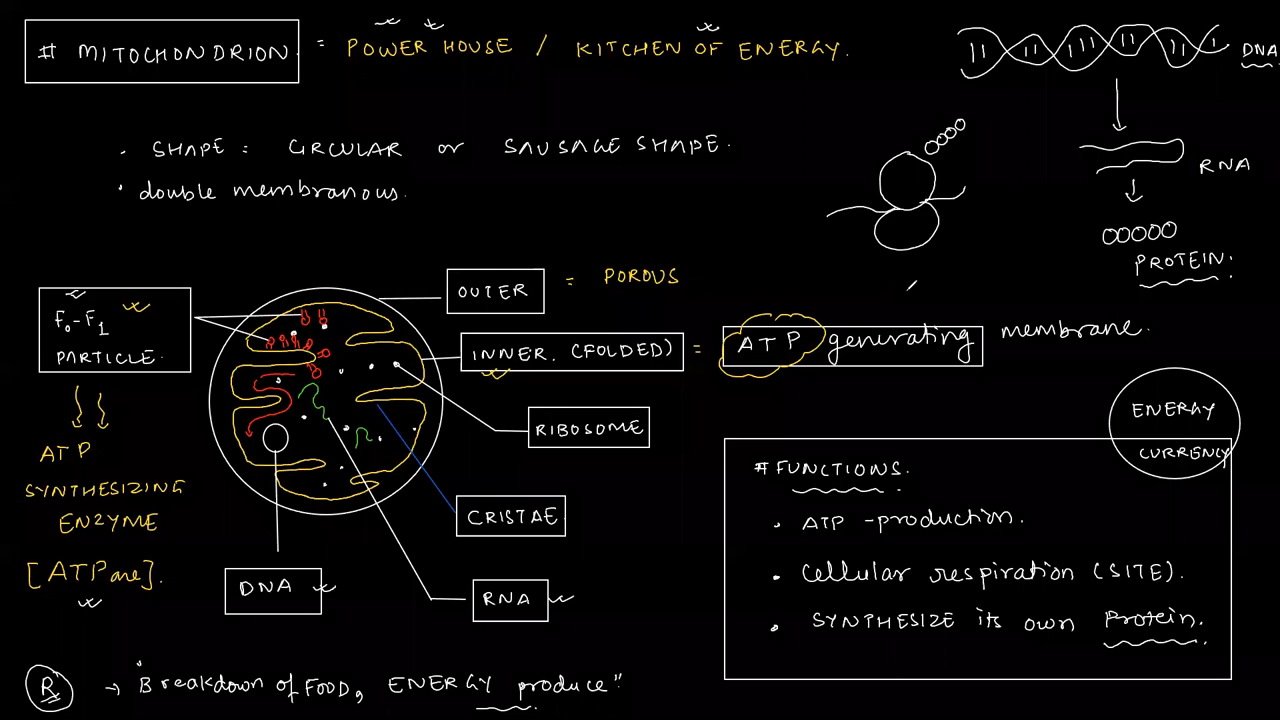 # MITOCHONDRION = POWER HOUSE / KITCHEN OF ENERGY.
DNA
RNA
PROTEIN:
. SHAPE : CIRCULAR or SAUSAGE SHAPE.
. double membranous.
OUTER = POROUS
INNER. (FOLDED) = ATP generating membrane.
RIBOSOME
CRISTAE
RNA
DNA
F₀-F₁
PARTICLE.
ATP
SYNTHESIZING
ENZYME
[ATPase].
ENERGY
CURRENCY
# FUNCTIONS.
. ATP -production.
. Cellular respiration (SITE).
. SYNTHESIZE its own Protein.
R → "Breakdown of FOOD, ENERGY produce"